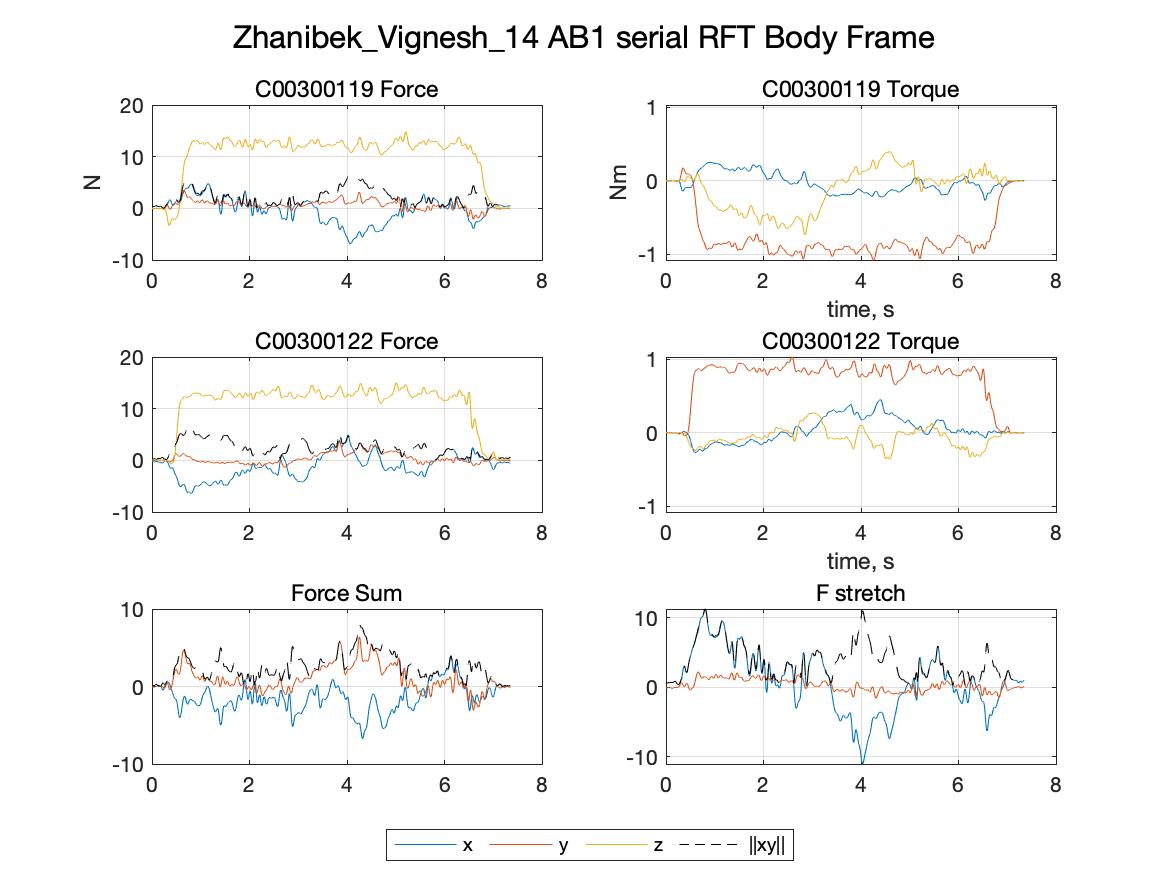 Zhanibek_Vignesh_14 AB1 serial RFT Body Frame
C00300119 Force
C00300119 Torque
20
10
0
-10
N
0 2 4 6 8
1
0
-1
Nm
0 2 4 6 8
time, s
C00300122 Force
C00300122 Torque
20
10
0
-10
0 2 4 6 8
1
0
-1
0 2 4 6 8
time, s
Force Sum
F stretch
10
0
-10
0 2 4 6 8
10
0
-10
0 2 4 6 8
x y z ||xy||